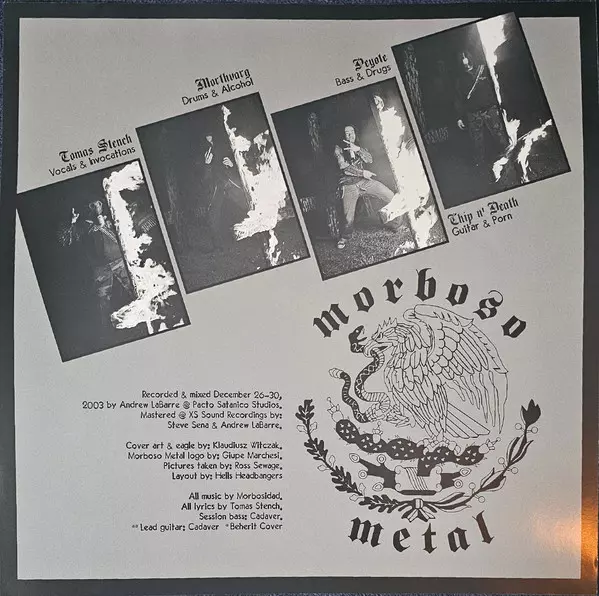 Tomas Stench
Vocals & Invocations
Morthvarg
Drums & Alcohol
Peyote
Bass & Drugs
Chip n' Death
Guitar & Porn
morboso
metal
Recorded & mixed December 26-30,
2003 by Andrew LaBarre @ Pacto Satanico Studios.
Mastered @ XS Sound Recordings by:
Steve Sena & Andrew LaBarre.
Cover art & eagle by: Klaudiusz Witczak.
Morboso Metal logo by: Giupe Marchesi.
Pictures taken by: Ross Sewage.
Layout by: Hells Headbangers
All music by Morbosidad.
All lyrics by Tomas Stench.
Session bass: Cadaver.
**Lead guitar: Cadaver *Beherit Cover